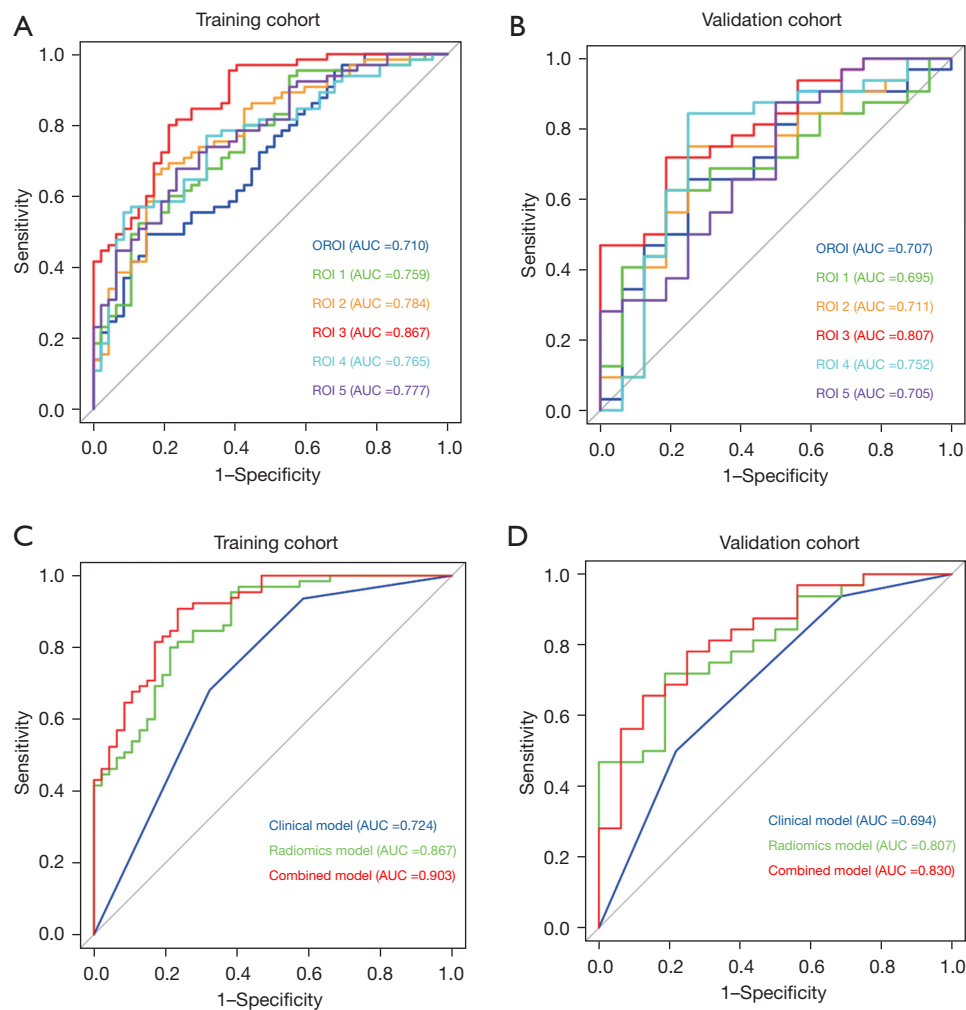 A
Training cohort
1.0
0.8
0.6
0.4
0.2
0.0
Sensitivity
OROI (AUC =0.710)
ROI 1 (AUC =0.759)
ROI 2 (AUC =0.784)
ROI 3 (AUC =0.867)
ROI 4 (AUC =0.765)
ROI 5 (AUC =0.777)
0.0 0.2 0.4 0.6 0.8 1.0
1–Specificity
B
Validation cohort
1.0
0.8
0.6
0.4
0.2
0.0
Sensitivity
OROI (AUC =0.707)
ROI 1 (AUC =0.695)
ROI 2 (AUC =0.711)
ROI 3 (AUC =0.807)
ROI 4 (AUC =0.752)
ROI 5 (AUC =0.705)
0.0 0.2 0.4 0.6 0.8 1.0
1–Specificity
C
Training cohort
1.0
0.8
0.6
0.4
0.2
0.0
Sensitivity
Clinical model (AUC =0.724)
Radiomics model (AUC =0.867)
Combined model (AUC =0.903)
0.0 0.2 0.4 0.6 0.8 1.0
1–Specificity
D
Validation cohort
1.0
0.8
0.6
0.4
0.2
0.0
Sensitivity
Clinical model (AUC =0.694)
Radiomics model (AUC =0.807)
Combined model (AUC =0.830)
0.0 0.2 0.4 0.6 0.8 1.0
1–Specificity